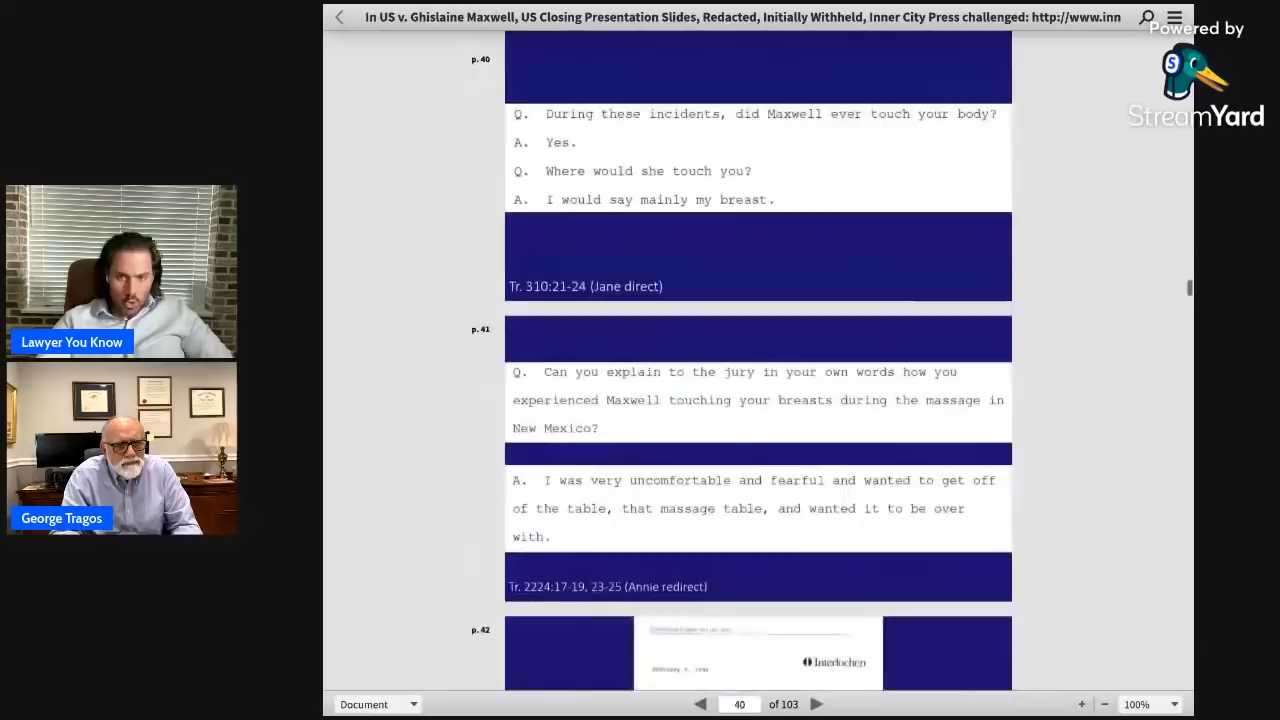 In US v. Ghislaine Maxwell, US Closing Presentation Slides, Redacted, Initially Withheld, Inner City Press challenged: http://www.inn
Powered by
StreamYard
p. 40
Q. During these incidents, did Maxwell ever touch your body?
A. Yes.
Q. Where would she touch you?
A. I would say mainly my breast.
Tr. 310:21-24 (Jane direct)
p. 41
Q. Can you explain to the jury in your own words how you
experienced Maxwell touching your breasts during the massage in
New Mexico?
A. I was very uncomfortable and fearful and wanted to get off
of the table, that massage table, and wanted it to be over
with.
Tr. 2224:17-19, 23-25 (Annie redirect)
p. 42
Interlochen
Lawyer You Know
George Tragos
Document
40
of 103
100%